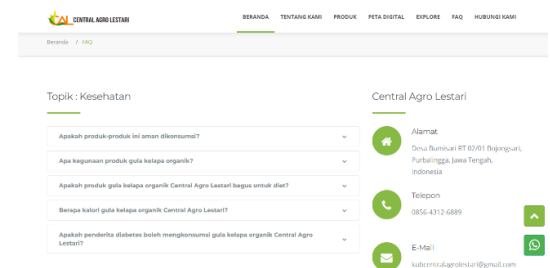 CENTRAL AGRO LESTARI
BERANDA TENTANG KAMI PRODUK PETA DIGITAL EXPLORE FAQ HUBUNGI KAMI
Beranda / FAQ
Topik : Kesehatan
Apakah produk-produk ini aman dikonsumsi?
Apa kegunaan produk gula kelapa organik?
Apakah produk gula kelapa organik Central Agro Lestari bagus untuk diet?
Berapa kalori gula kelapa organik Central Agro Lestari?
Apakah penderita diabetes boleh mengkonsumsi gula kelapa organik Central Agro
Lestari?
Central Agro Lestari
Alamat
Desa Bumisari RT 02/01 Bojongsari,
Purbalingga, Jawa Tengah,
Indonesia
Telepon
0856-4312-6889
E-Mail
kubcentralagrolestari@gmail.com